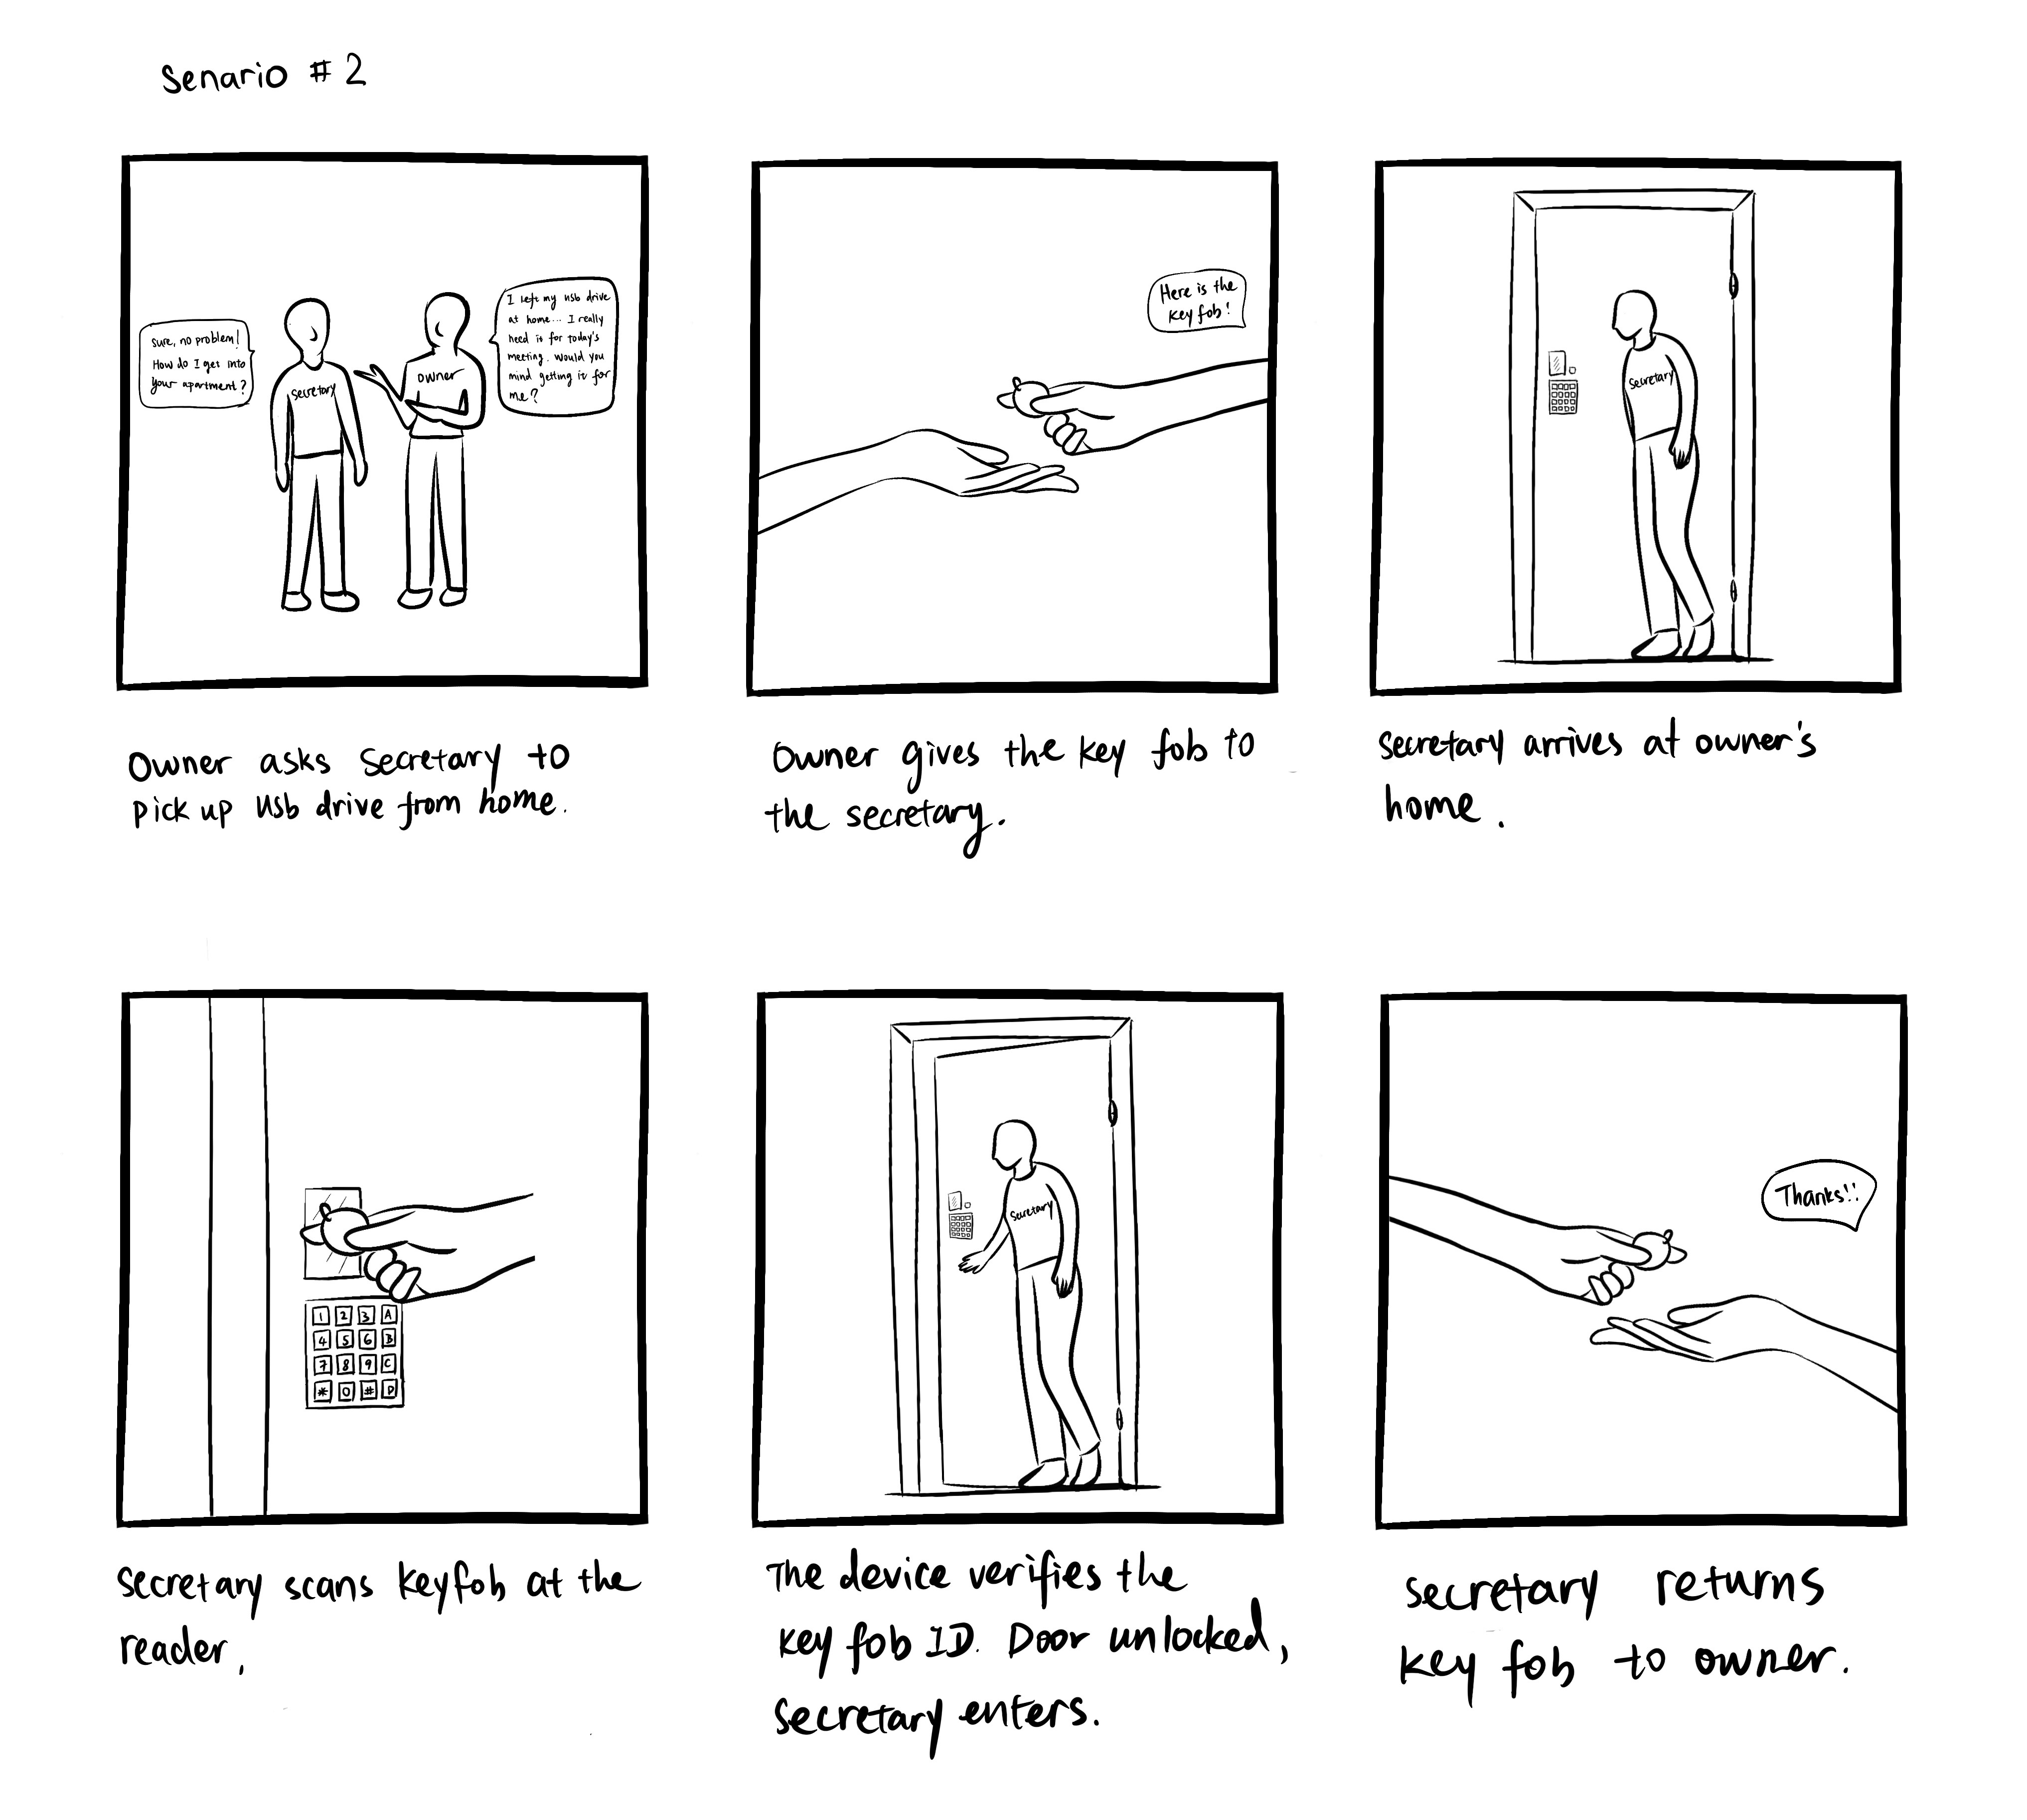 Senario #2
Sure, no problem!
How do I get into
your apartment?
secretary
owner
I left my usb drive
at home... I really
need is for today's
meeting. Would you
mind getting it for
me?
Owner asks Secretary to
pick up usb drive from home.
Here is the
key fob!
Owner gives the key fob to
the secretary.
Secretary
Secretary arrives at owner's
home.
1 2 3 A
4 5 6 B
7 8 9 C
* 0 # D
Secretary scans keyfob at the
reader,
Secretary
The device verifies the
key fob ID. Door unlocked,
Secretary enters.
Thanks!!
Secretary returns
key fob to owner.